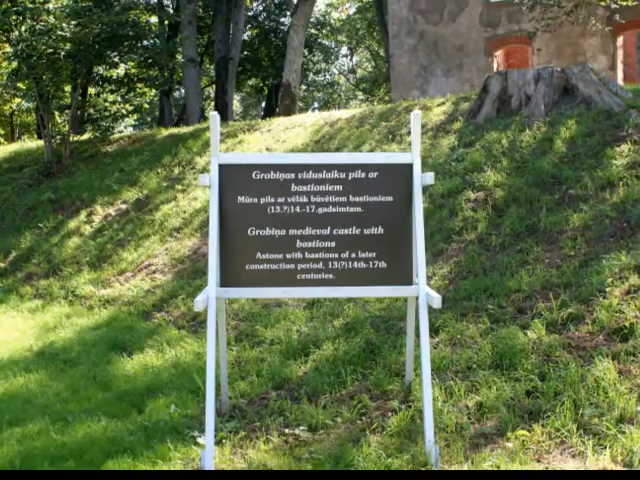 Grobiņas viduslaiku pils ar
bastioniem
Mūra pils ar vēlāk būvētiem bastioniem
(13.?)14.-17.gadsimtam.
Grobiņa medieval castle with
bastions
Astone with bastions of a later
construction period, 13(?)14th-17th
centuries.